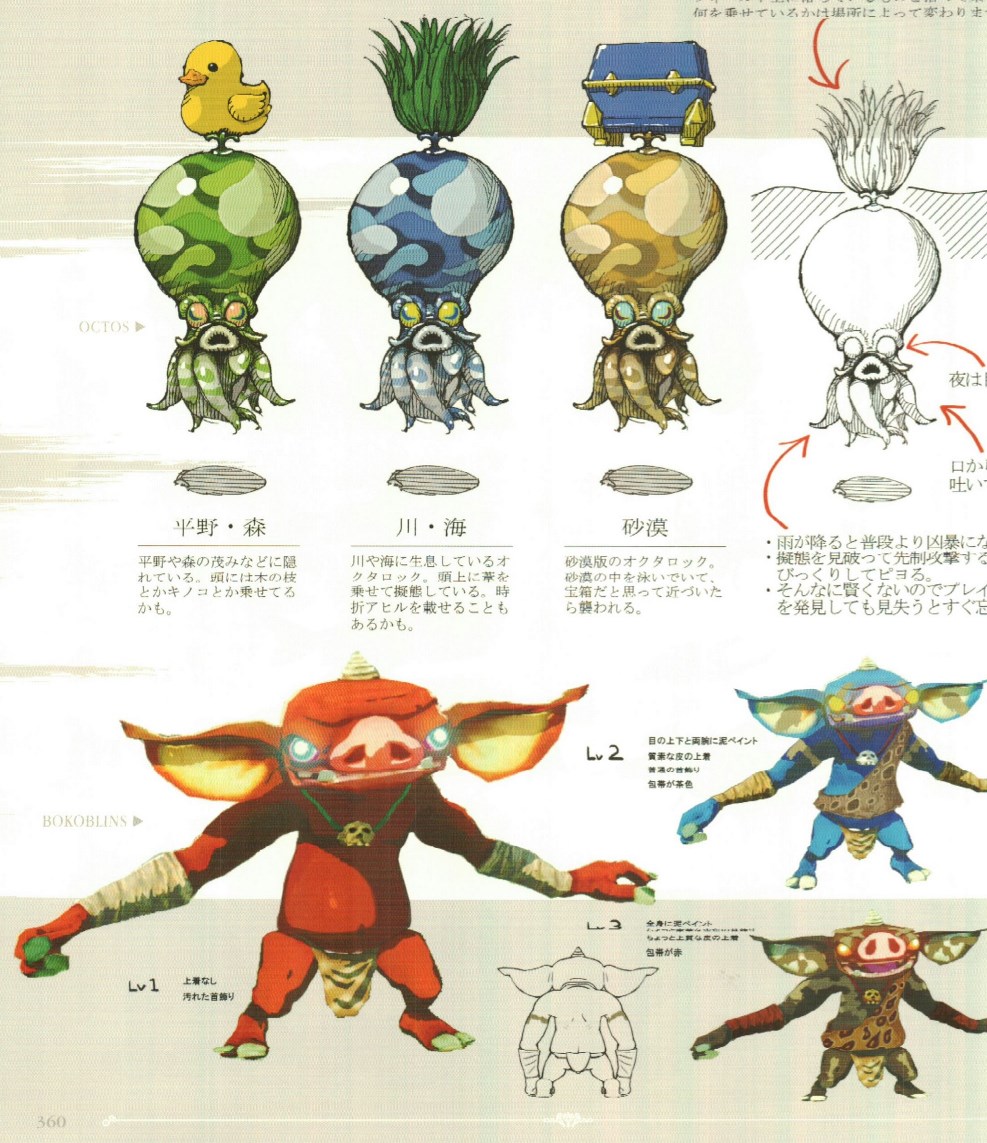 何を乗せているかは場所によって変わりま
OCTOS
夜は
口か
吐い
平野・森
平野や森の茂みなどに隠
れている。頭には木の枝
とかキノコとか乗せてる
かも。
川・海
川や海に生息しているオ
クタロック。頭上に葦を
乗せて擬態している。時
折アヒルを載せることも
あるかも。
砂漠
砂漠版のオクタロック。
砂漠の中を泳いでいて、
宝箱だと思って近づいた
ら襲われる。
・雨が降ると普段より凶暴にな
・擬態を見破って先制攻撃する
びっくりしてピヨる。
・そんなに賢くないのでプレイ
を発見しても見失うとすぐ忘
BOKOBLINS
Lv 1
上着なし
汚れた首飾り
Lv 2
目の上下と両腕に泥ペイント
質素な皮の上着
普通の首飾り
包帯が茶色
Lv 3
全身に泥ペイント
ちょっと上質な皮の上着
包帯が赤
360